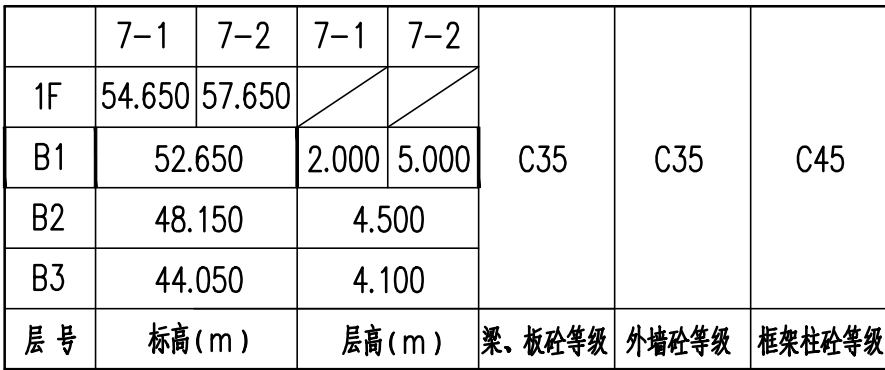 7-1 7-2 7-1 7-2
1F 54.650 57.650
B1 52.650 2.000 5.000 C35 C35 C45
B2 48.150 4.500
B3 44.050 4.100
层号 标高(m) 层高(m) 梁、板砼等级 外墙砼等级 框架柱砼等级